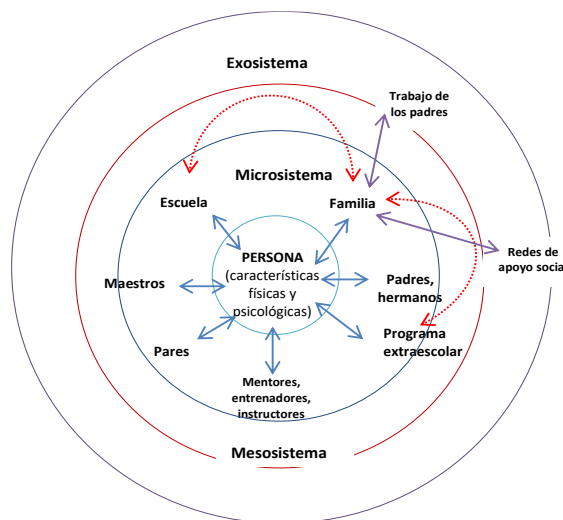 Exosistema
Trabajo de
los padres
Microsistema
Escuela
Familia
PERSONA
(características
físicas y
psicológicas)
Redes de
apoyo social
Maestros
Padres,
hermanos
Pares
Programa
extraescolar
Mentores,
entrenadores,
instructores
Mesosistema